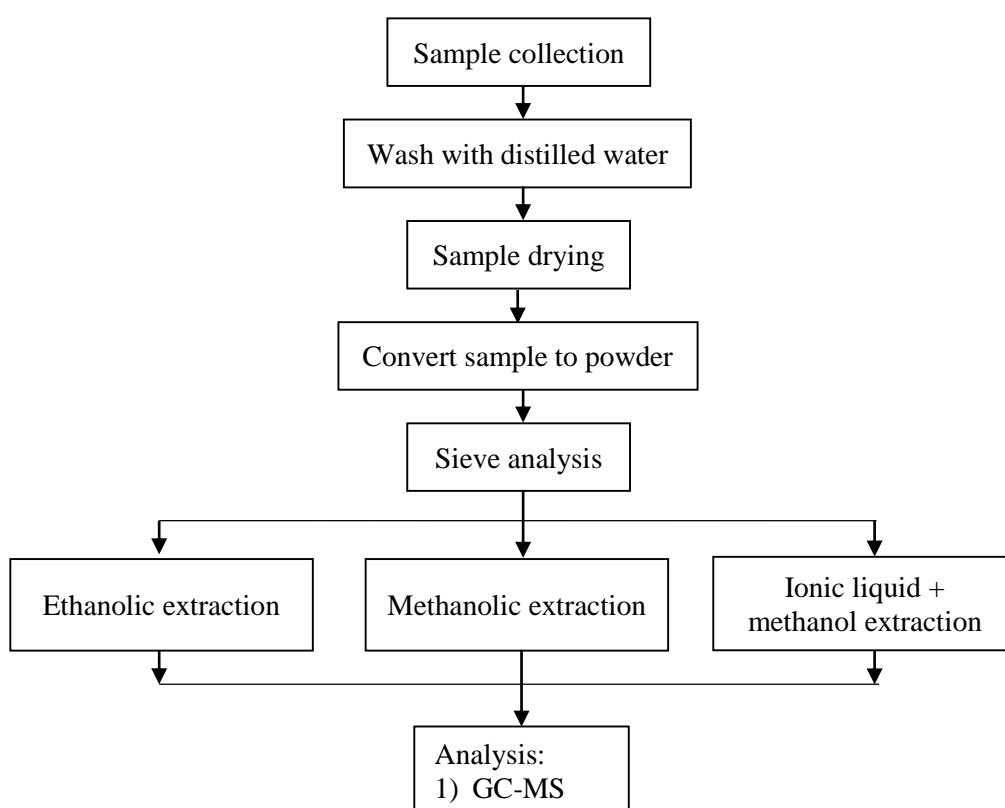 Sample collection
Wash with distilled water
Sample drying
Convert sample to powder
Sieve analysis
Ethanolic extraction
Methanolic extraction
Ionic liquid +
methanol extraction
Analysis:
1) GC-MS